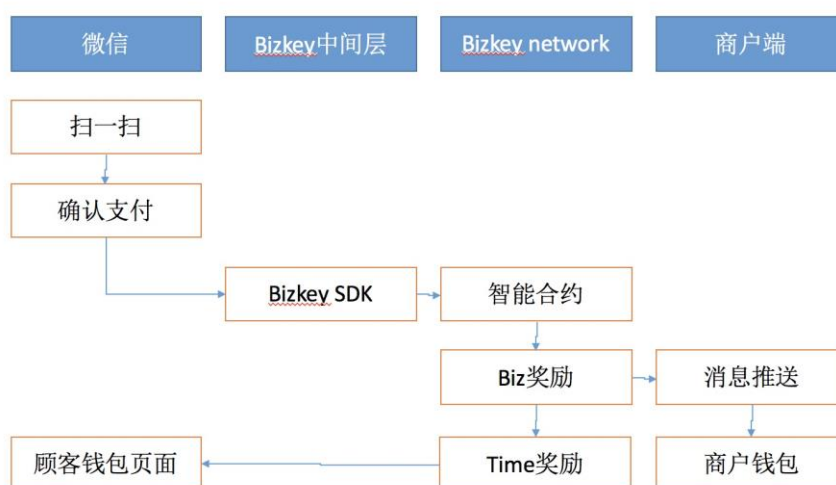 微信
Bizkey中间层
Bizkey network
商户端
扫一扫
确认支付
Bizkey SDK
智能合约
Biz奖励
消息推送
顾客钱包页面
Time奖励
商户钱包